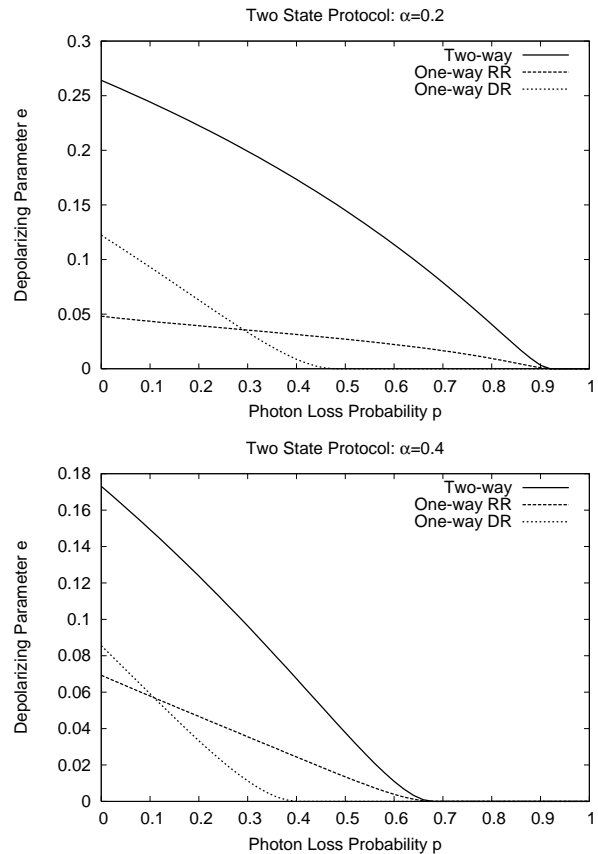 Two State Protocol: α=0.2
Two-way
One-way RR
One-way DR
Depolarizing Parameter e
0.3
0.25
0.2
0.15
0.1
0.05
0
0 0.1 0.2 0.3 0.4 0.5 0.6 0.7 0.8 0.9 1
Photon Loss Probability p
Two State Protocol: α=0.4
Two-way
One-way RR
One-way DR
Depolarizing Parameter e
0.18
0.16
0.14
0.12
0.1
0.08
0.06
0.04
0.02
0
0 0.1 0.2 0.3 0.4 0.5 0.6 0.7 0.8 0.9 1
Photon Loss Probability p